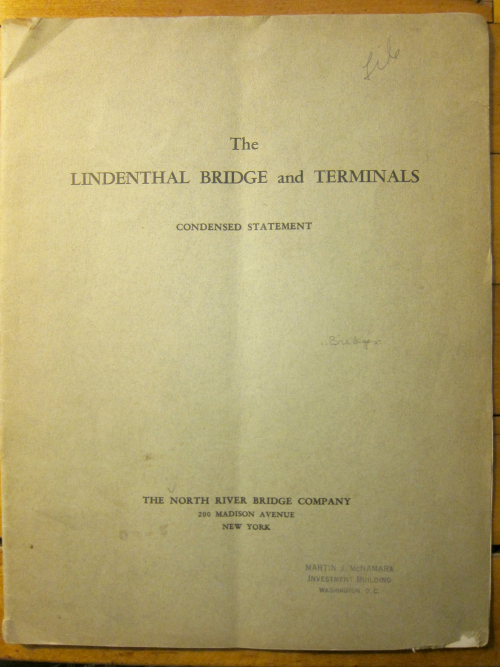 Lib
The
LINDENTHAL BRIDGE and TERMINALS
CONDENSED STATEMENT
THE NORTH RIVER BRIDGE COMPANY
200 MADISON AVENUE
NEW YORK
MARTIN J. McNAMARA
INVESTMENT BUILDING
WASHINGTON, D.C.